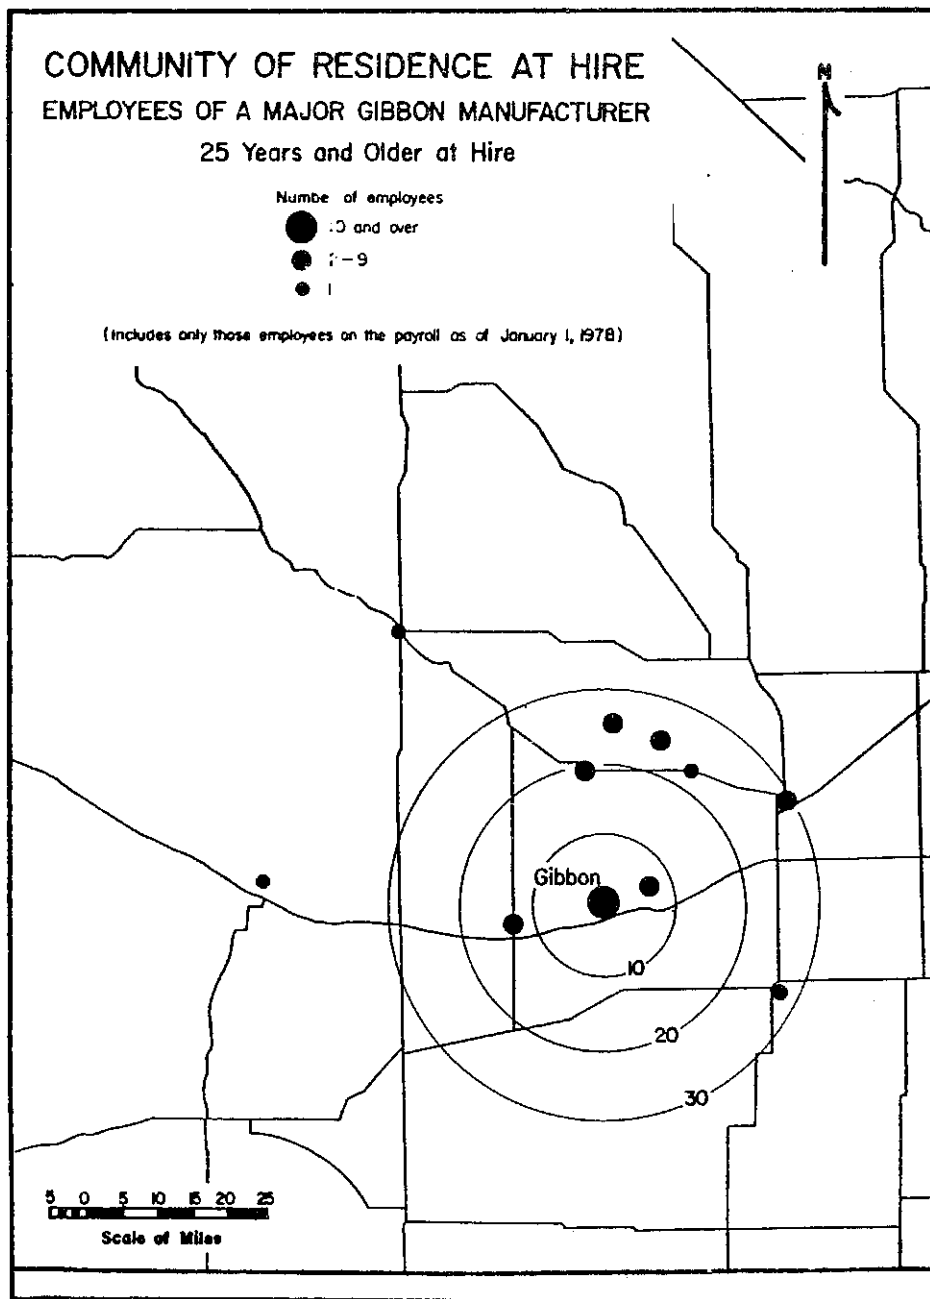 COMMUNITY OF RESIDENCE AT HIRE
EMPLOYEES OF A MAJOR GIBBON MANUFACTURER
25 Years and Older at Hire
N
Numbe of employees
and over
- 9
1
(Includes only those employees on the payroll as of January 1, 1978)
Gibbon
10
20
30
5 0 5 10 15 20 25
Scale of Miles